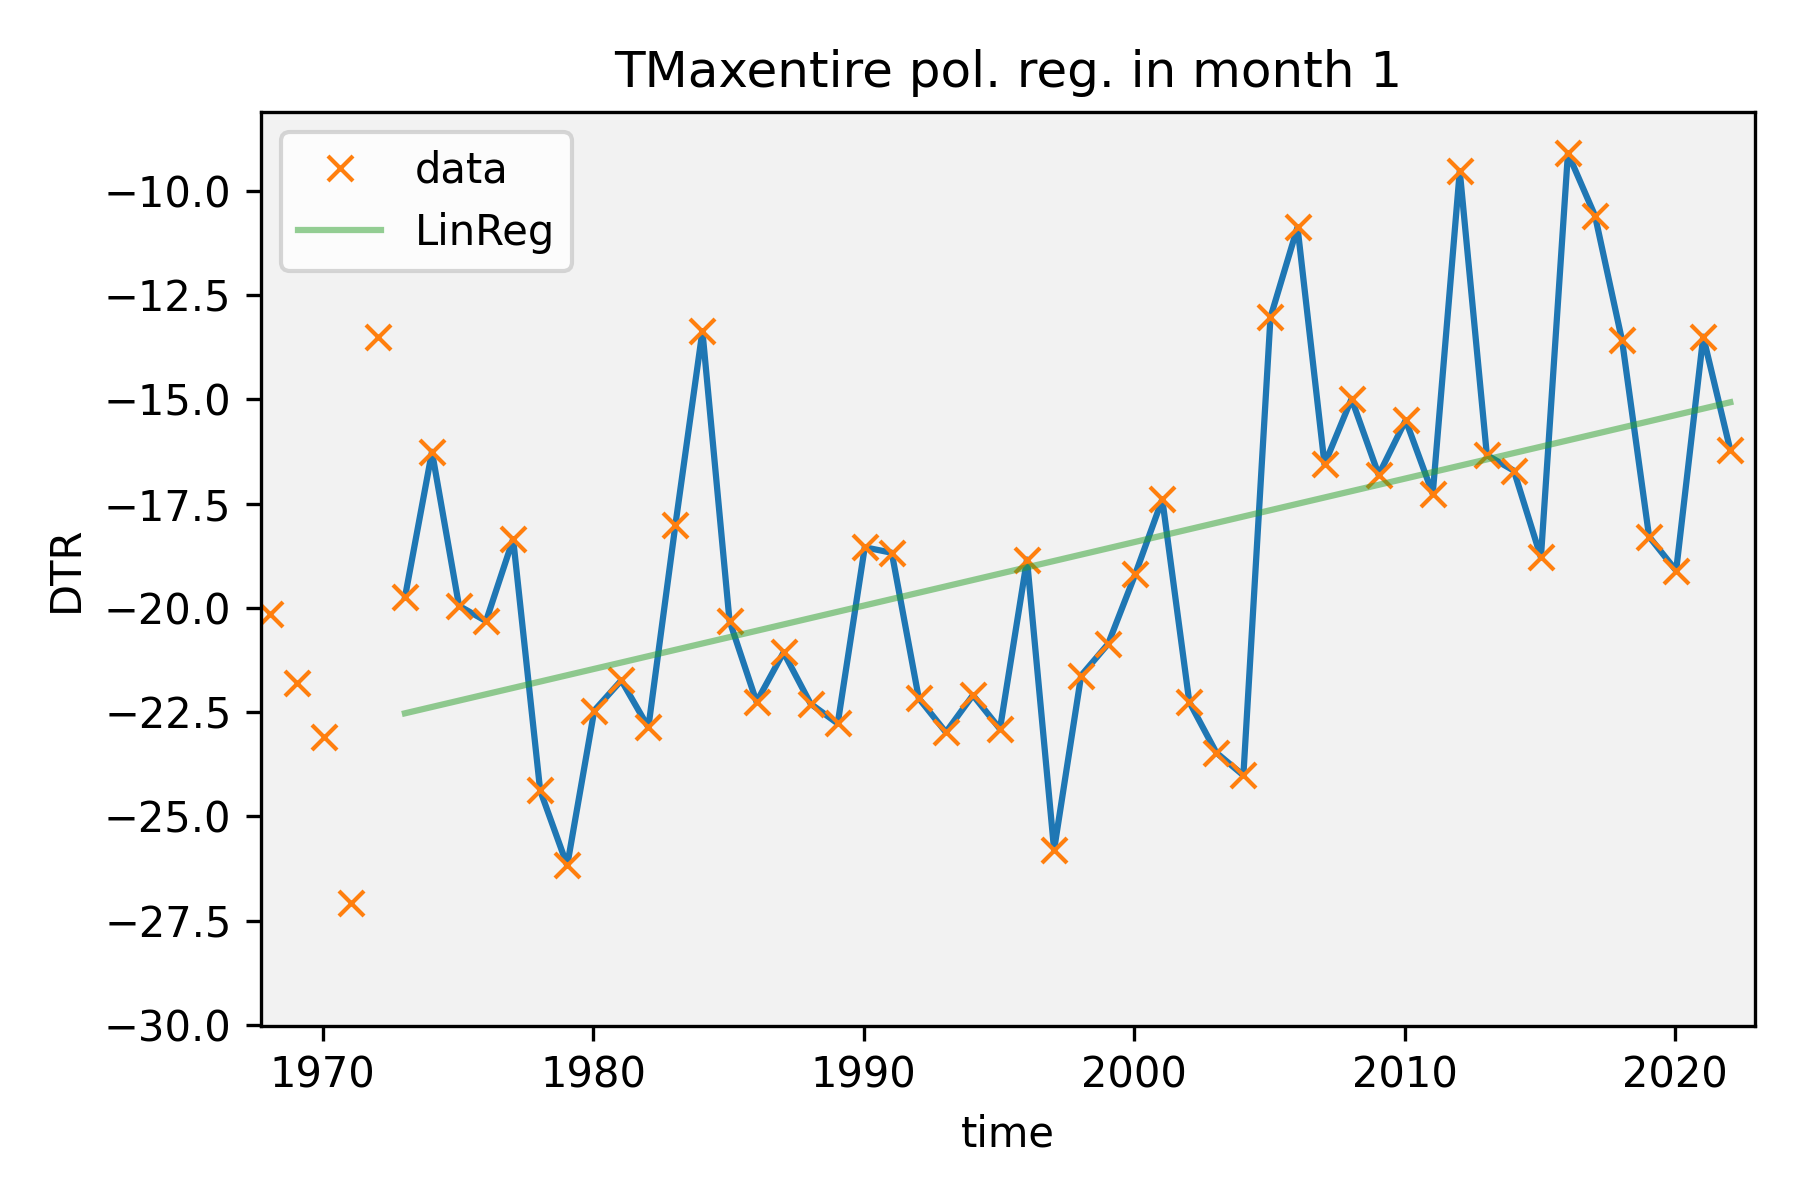 TMaxentire pol. reg. in month 1
data
LinReg
−10.0
−12.5
−15.0
−17.5
−20.0
−22.5
−25.0
−27.5
−30.0
DTR
1970 1980 1990 2000 2010 2020
time